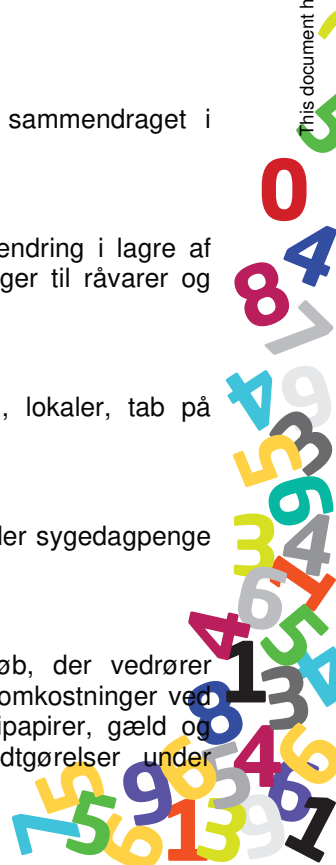 This document h
sammendraget i
endring i lagre af
ger til råvarer og
, lokaler, tab på
ler sygedagpenge
øb, der vedrører
omkostninger ved
ipapirer, gæld og
dtgørelser under